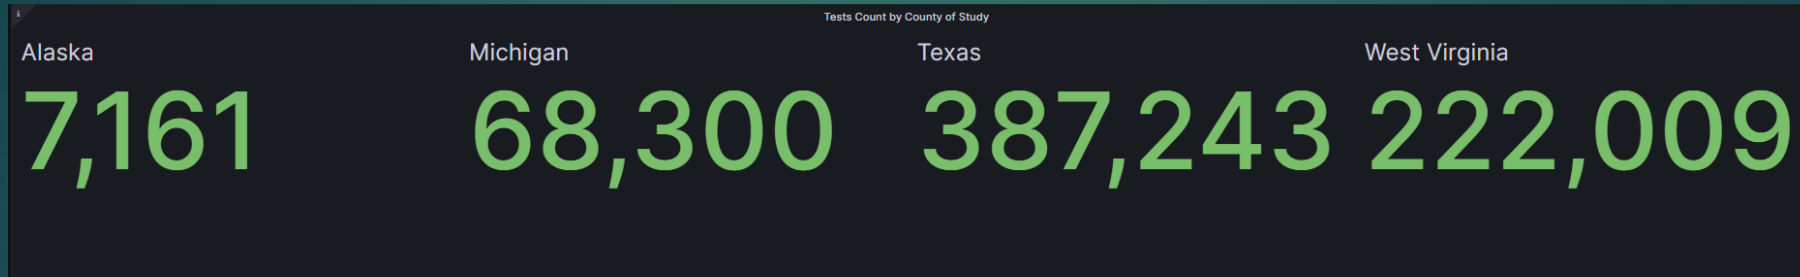 Tests Count by County of Study
Alaska
7,161
Michigan
68,300
Texas
387,243
West Virginia
222,009